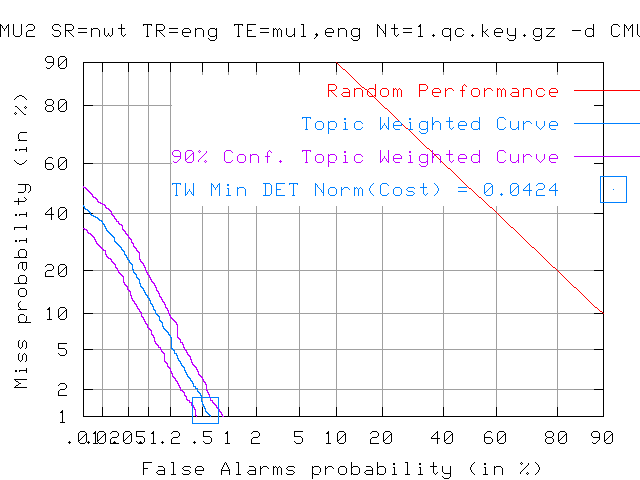 MU2 SR=nwt TR=eng TE=mul,eng Nt=1.qc.key.gz -d CMU
Random Performance
Topic Weighted Curve
90% Conf. Topic Weighted Curve
TW Min DET Norm(Cost) = 0.0424
Miss probability (in %)
90
80
60
40
20
10
5
2
1
.01 .02 .05 .1 .2 .5 1 2 5 10 20 40 60 80 90
False Alarms probability (in %)